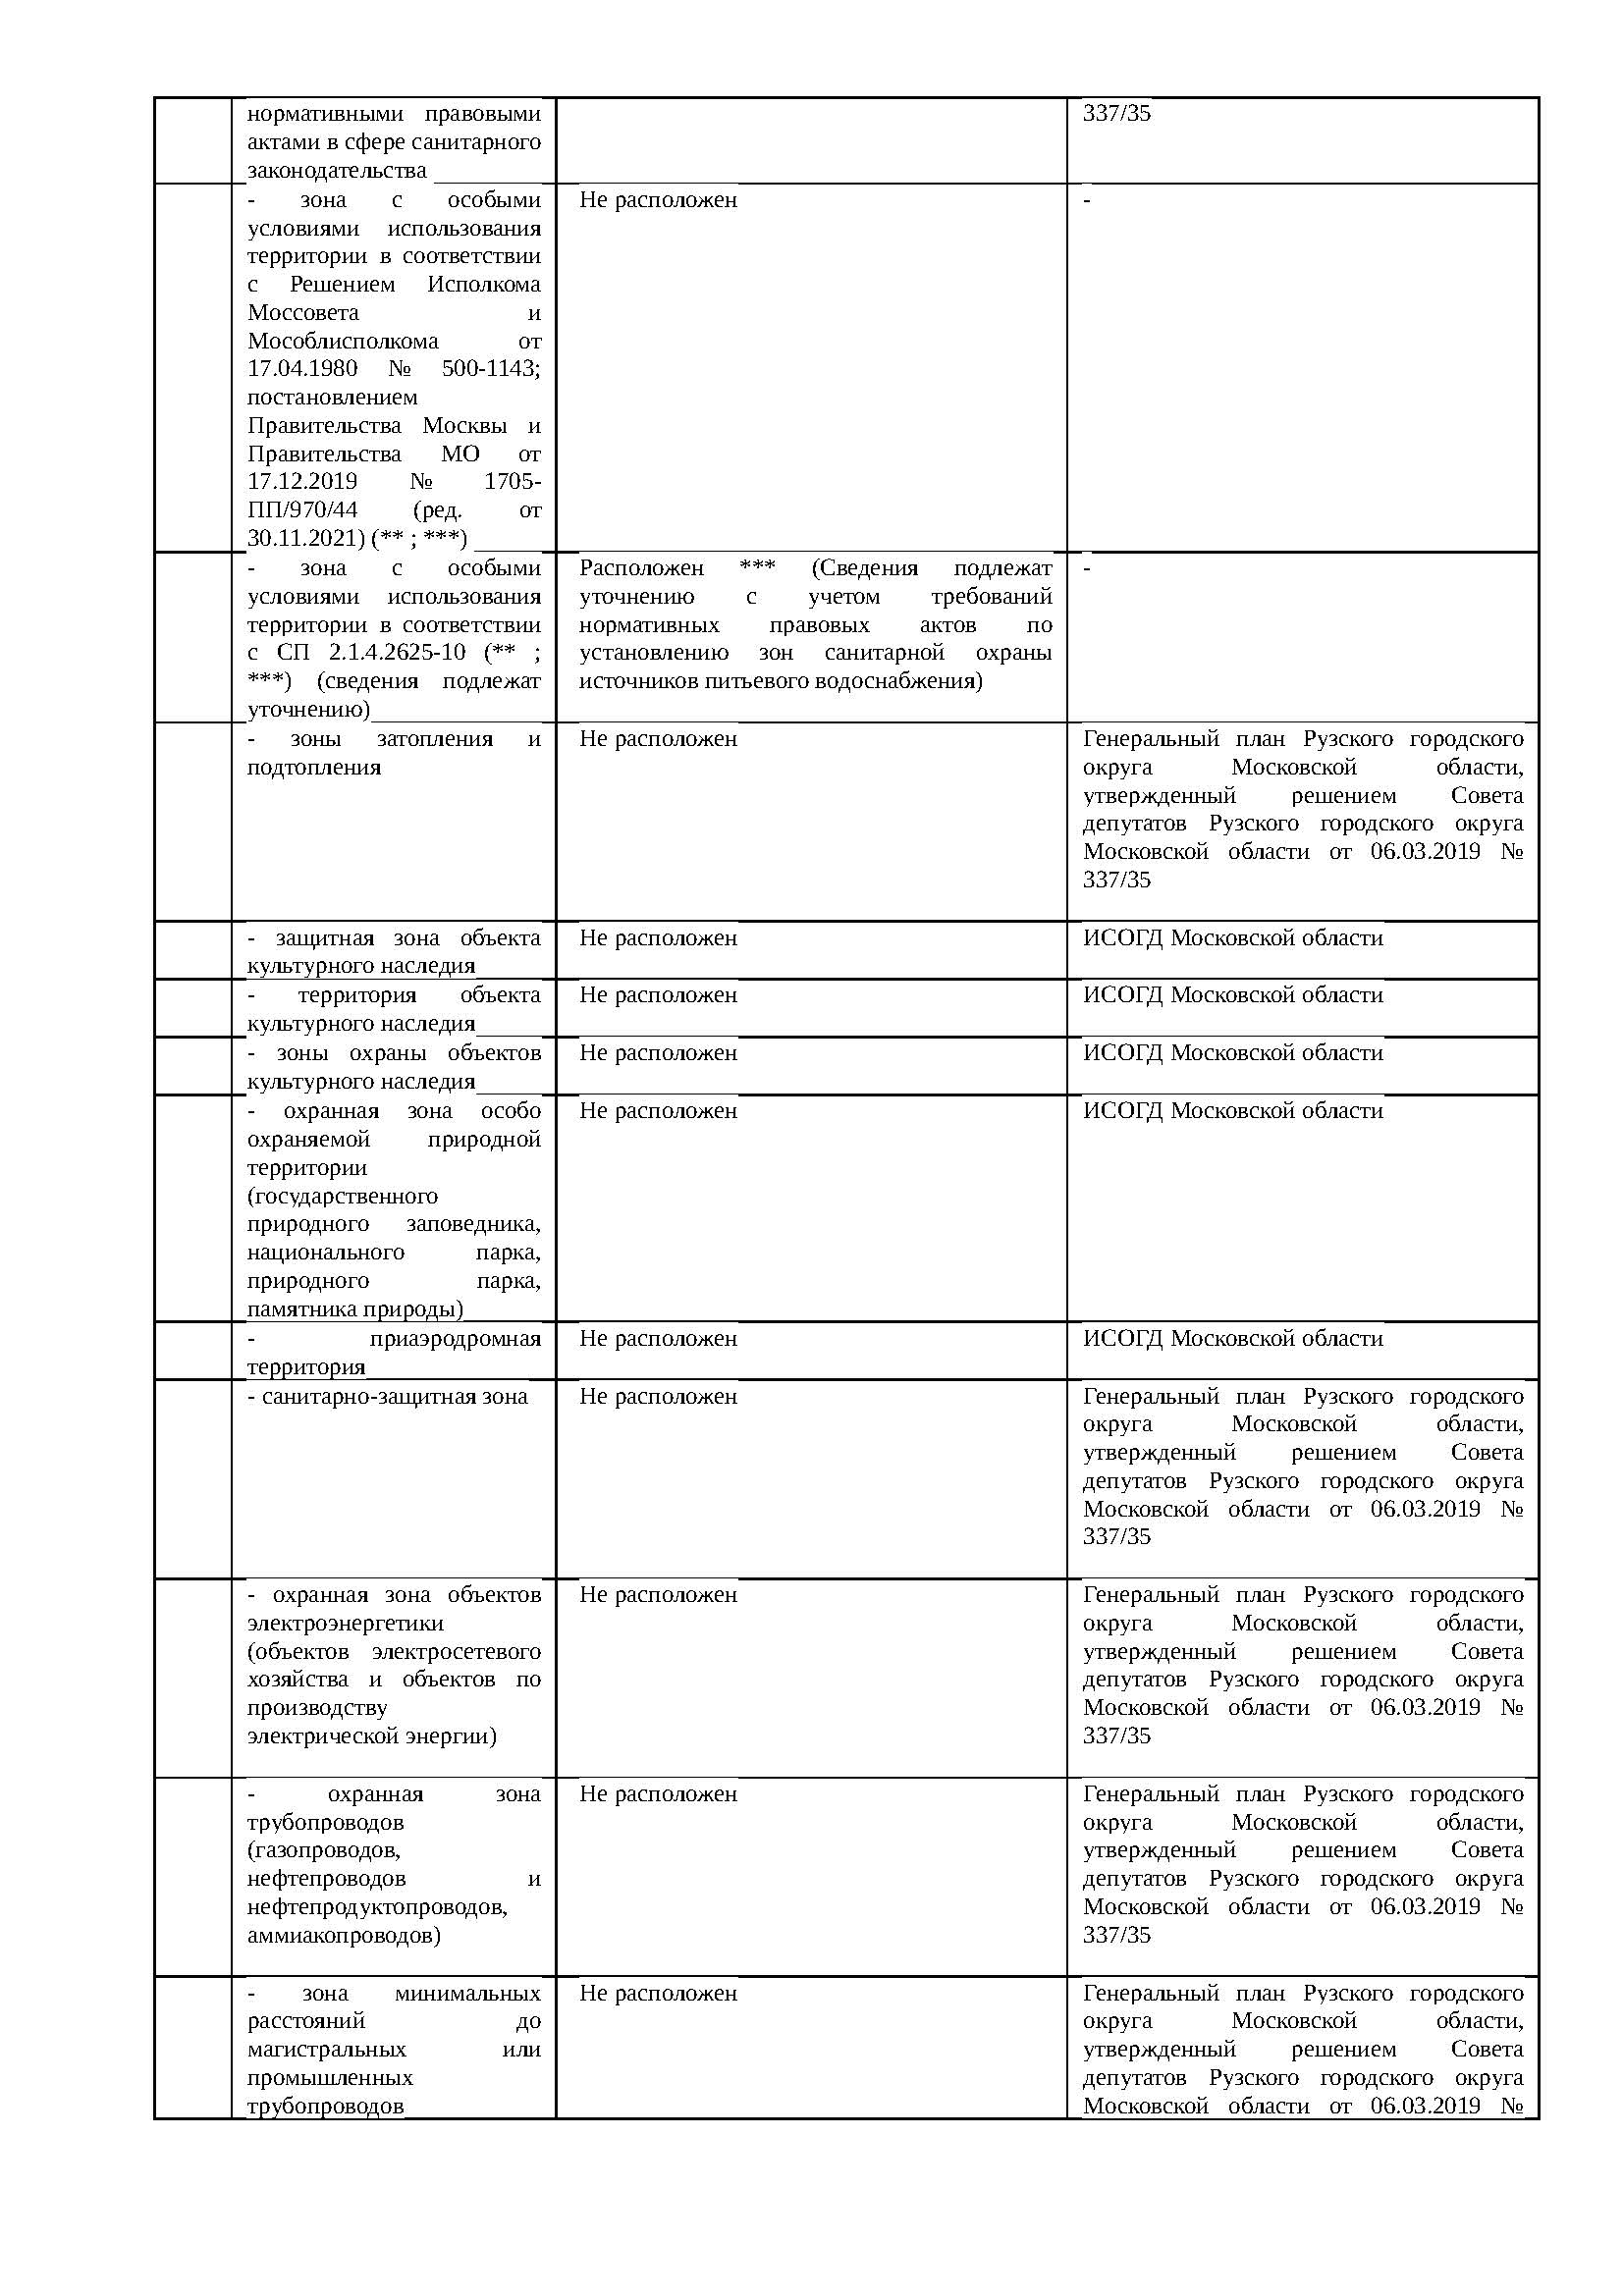 нормативными правовыми
актами в сфере санитарного
законодательства
337/35
- зона с особыми
условиями использования
территории в соответствии
с Решением Исполкома
Моссовета и
Мособлисполкома от
17.04.1980 № 500-1143;
постановлением
Правительства Москвы и
Правительства МО от
17.12.2019 № 1705-
ПП/970/44 (ред. от
30.11.2021) (** ; ***)
Не расположен
-
- зона с особыми
условиями использования
территории в соответствии
с СП 2.1.4.2625-10 (** ;
***) (сведения подлежат
уточнению)
Расположен *** (Сведения подлежат
уточнению с учетом требований
нормативных правовых актов по
установлению зон санитарной охраны
источников питьевого водоснабжения)
-
- зоны затопления и
подтопления
Не расположен
Генеральный план Рузского городского
округа Московской области,
утвержденный решением Совета
депутатов Рузского городского округа
Московской области от 06.03.2019 №
337/35
- защитная зона объекта
культурного наследия
Не расположен
ИСОГД Московской области
- территория объекта
культурного наследия
Не расположен
ИСОГД Московской области
- зоны охраны объектов
культурного наследия
Не расположен
ИСОГД Московской области
- охранная зона особо
охраняемой природной
территории
(государственного
природного заповедника,
национального парка,
природного парка,
памятника природы)
Не расположен
ИСОГД Московской области
- приаэродромная
территория
Не расположен
ИСОГД Московской области
- санитарно-защитная зона
Не расположен
Генеральный план Рузского городского
округа Московской области,
утвержденный решением Совета
депутатов Рузского городского округа
Московской области от 06.03.2019 №
337/35
- охранная зона объектов
электроэнергетики
(объектов электросетевого
хозяйства и объектов по
производству
электрической энергии)
Не расположен
Генеральный план Рузского городского
округа Московской области,
утвержденный решением Совета
депутатов Рузского городского округа
Московской области от 06.03.2019 №
337/35
- охранная зона
трубопроводов
(газопроводов,
нефтепроводов и
нефтепродуктопроводов,
аммиакопроводов)
Не расположен
Генеральный план Рузского городского
округа Московской области,
утвержденный решением Совета
депутатов Рузского городского округа
Московской области от 06.03.2019 №
337/35
- зона минимальных
расстояний до
магистральных или
промышленных
трубопроводов
Не расположен
Генеральный план Рузского городского
округа Московской области,
утвержденный решением Совета
депутатов Рузского городского округа
Московской области от 06.03.2019 №